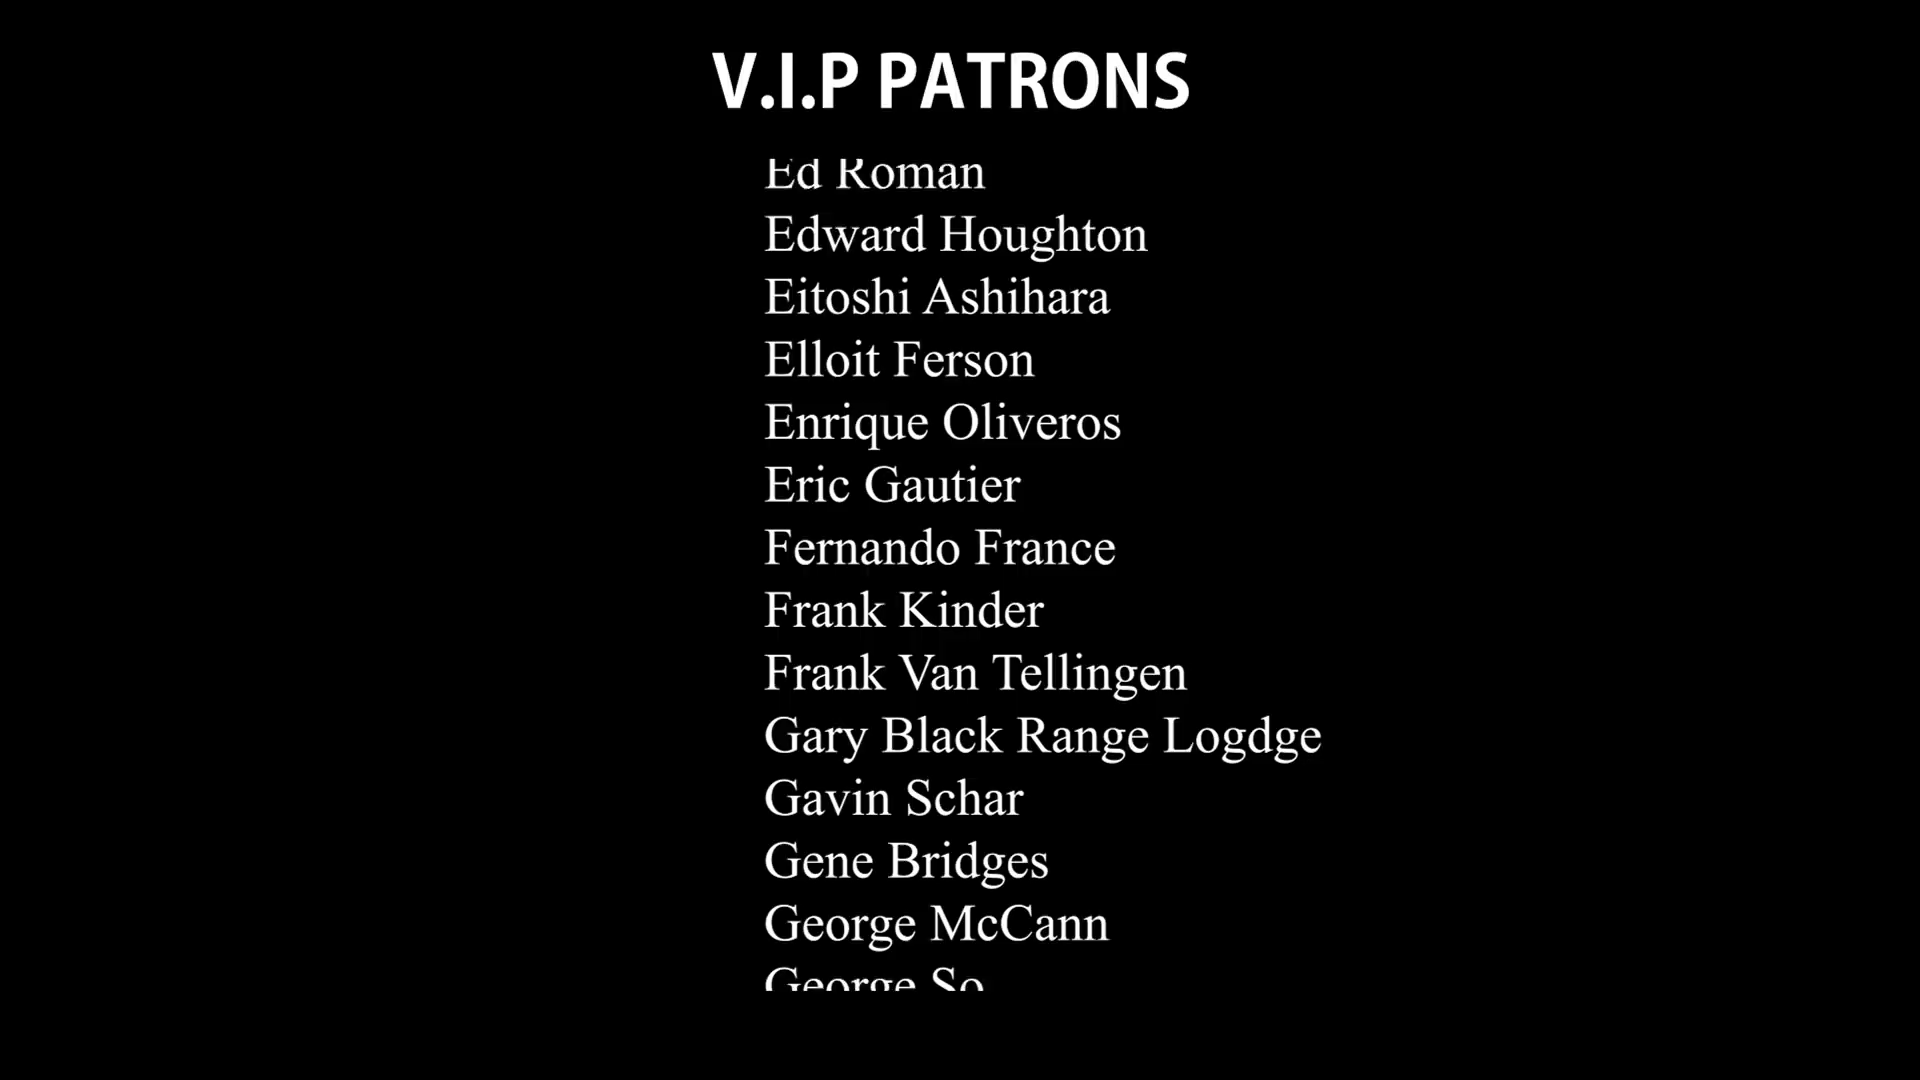 V.I.P PATRONS
Ed Roman
Edward Houghton
Eitoshi Ashihara
Elloit Ferson
Enrique Oliveros
Eric Gautier
Fernando France
Frank Kinder
Frank Van Tellingen
Gary Black Range Logdge
Gavin Schar
Gene Bridges
George McCann
George So